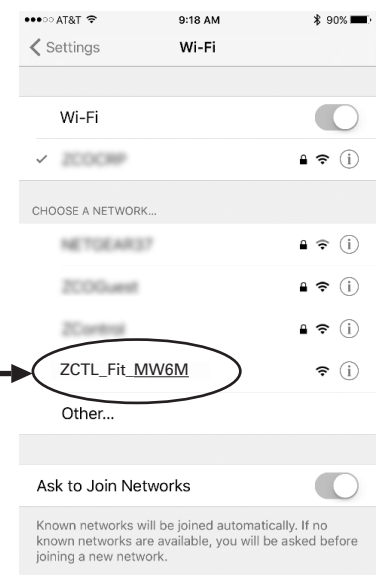 AT&T 9:18 AM 90%
Settings Wi-Fi
Wi-Fi
CHOOSE A NETWORK...
ZCTL_Fit_MW6M
Other...
Ask to Join Networks
Known networks will be joined automatically. If no
known networks are available, you will be asked before
joining a new network.